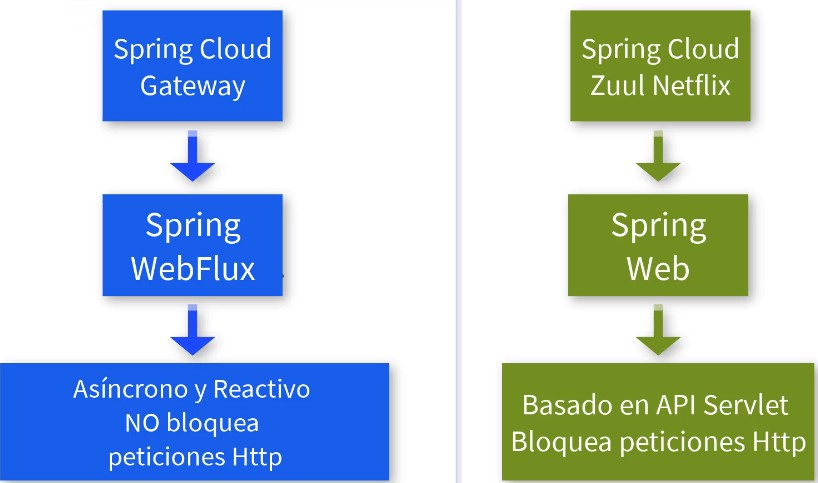 Spring Cloud
Gateway
Spring
WebFlux
Asíncrono y Reactivo
NO bloquea
peticiones Http
Spring Cloud
Zuul Netflix
Spring
Web
Basado en API Servlet
Bloquea peticiones Http